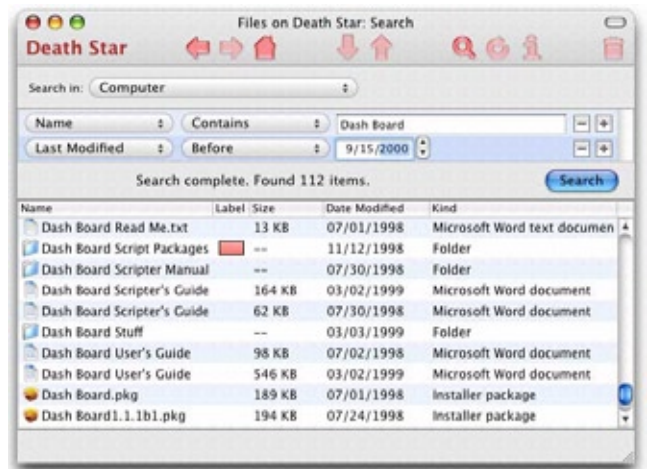 Files on Death Star: Search
Death Star
Search in: Computer
Name Contains Dash Board
Last Modified Before 9/15/2000
Search complete. Found 112 items. Search
Name Label Size Date Modified Kind
Dash Board Read Me.txt 13 KB 07/01/1998 Microsoft Word text documen
Dash Board Script Packages -- 11/12/1998 Folder
Dash Board Scripter Manual -- 07/30/1998 Folder
Dash Board Scripter's Guide 164 KB 03/02/1999 Microsoft Word document
Dash Board Scripter's Guide 62 KB 07/30/1998 Microsoft Word document
Dash Board Stuff -- 03/03/1999 Folder
Dash Board User's Guide 98 KB 07/02/1998 Microsoft Word document
Dash Board User's Guide 546 KB 03/02/1999 Microsoft Word document
Dash Board.pkg 189 KB 07/01/1998 Installer package
Dash Board1.1.1b1.pkg 194 KB 07/24/1998 Installer package